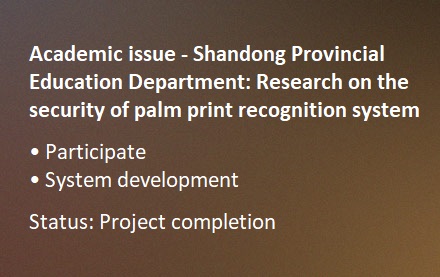 Academic issue - Shandong Provincial
Education Department: Research on the
security of palm print recognition system
• Participate
• System development
Status: Project completion